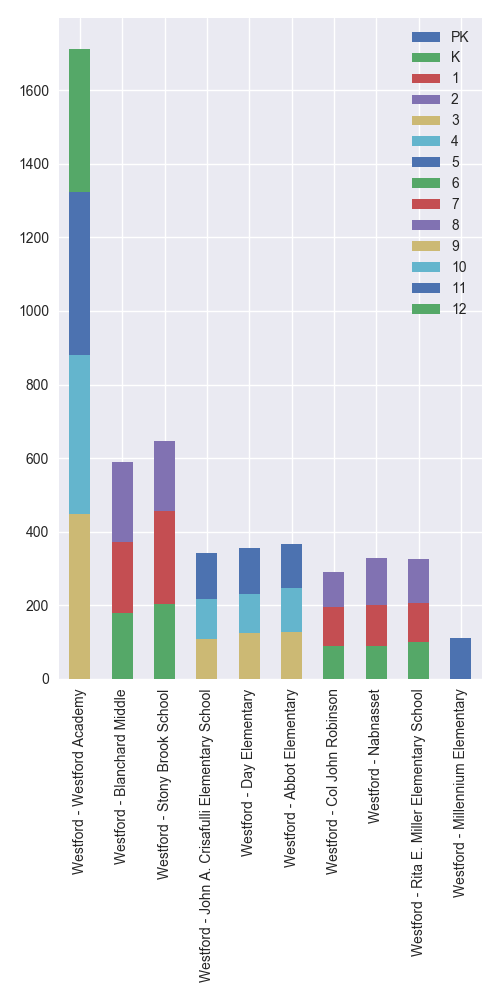 1600
1400
1200
1000
800
600
400
200
0
PK
K
1
2
3
4
5
6
7
8
9
10
11
12
Westford - Westford Academy
Westford - Blanchard Middle
Westford - Stony Brook School
Westford - John A. Crisafulli Elementary School
Westford - Day Elementary
Westford - Abbot Elementary
Westford - Col John Robinson
Westford - Nabnasset
Westford - Rita E. Miller Elementary School
Westford - Millennium Elementary